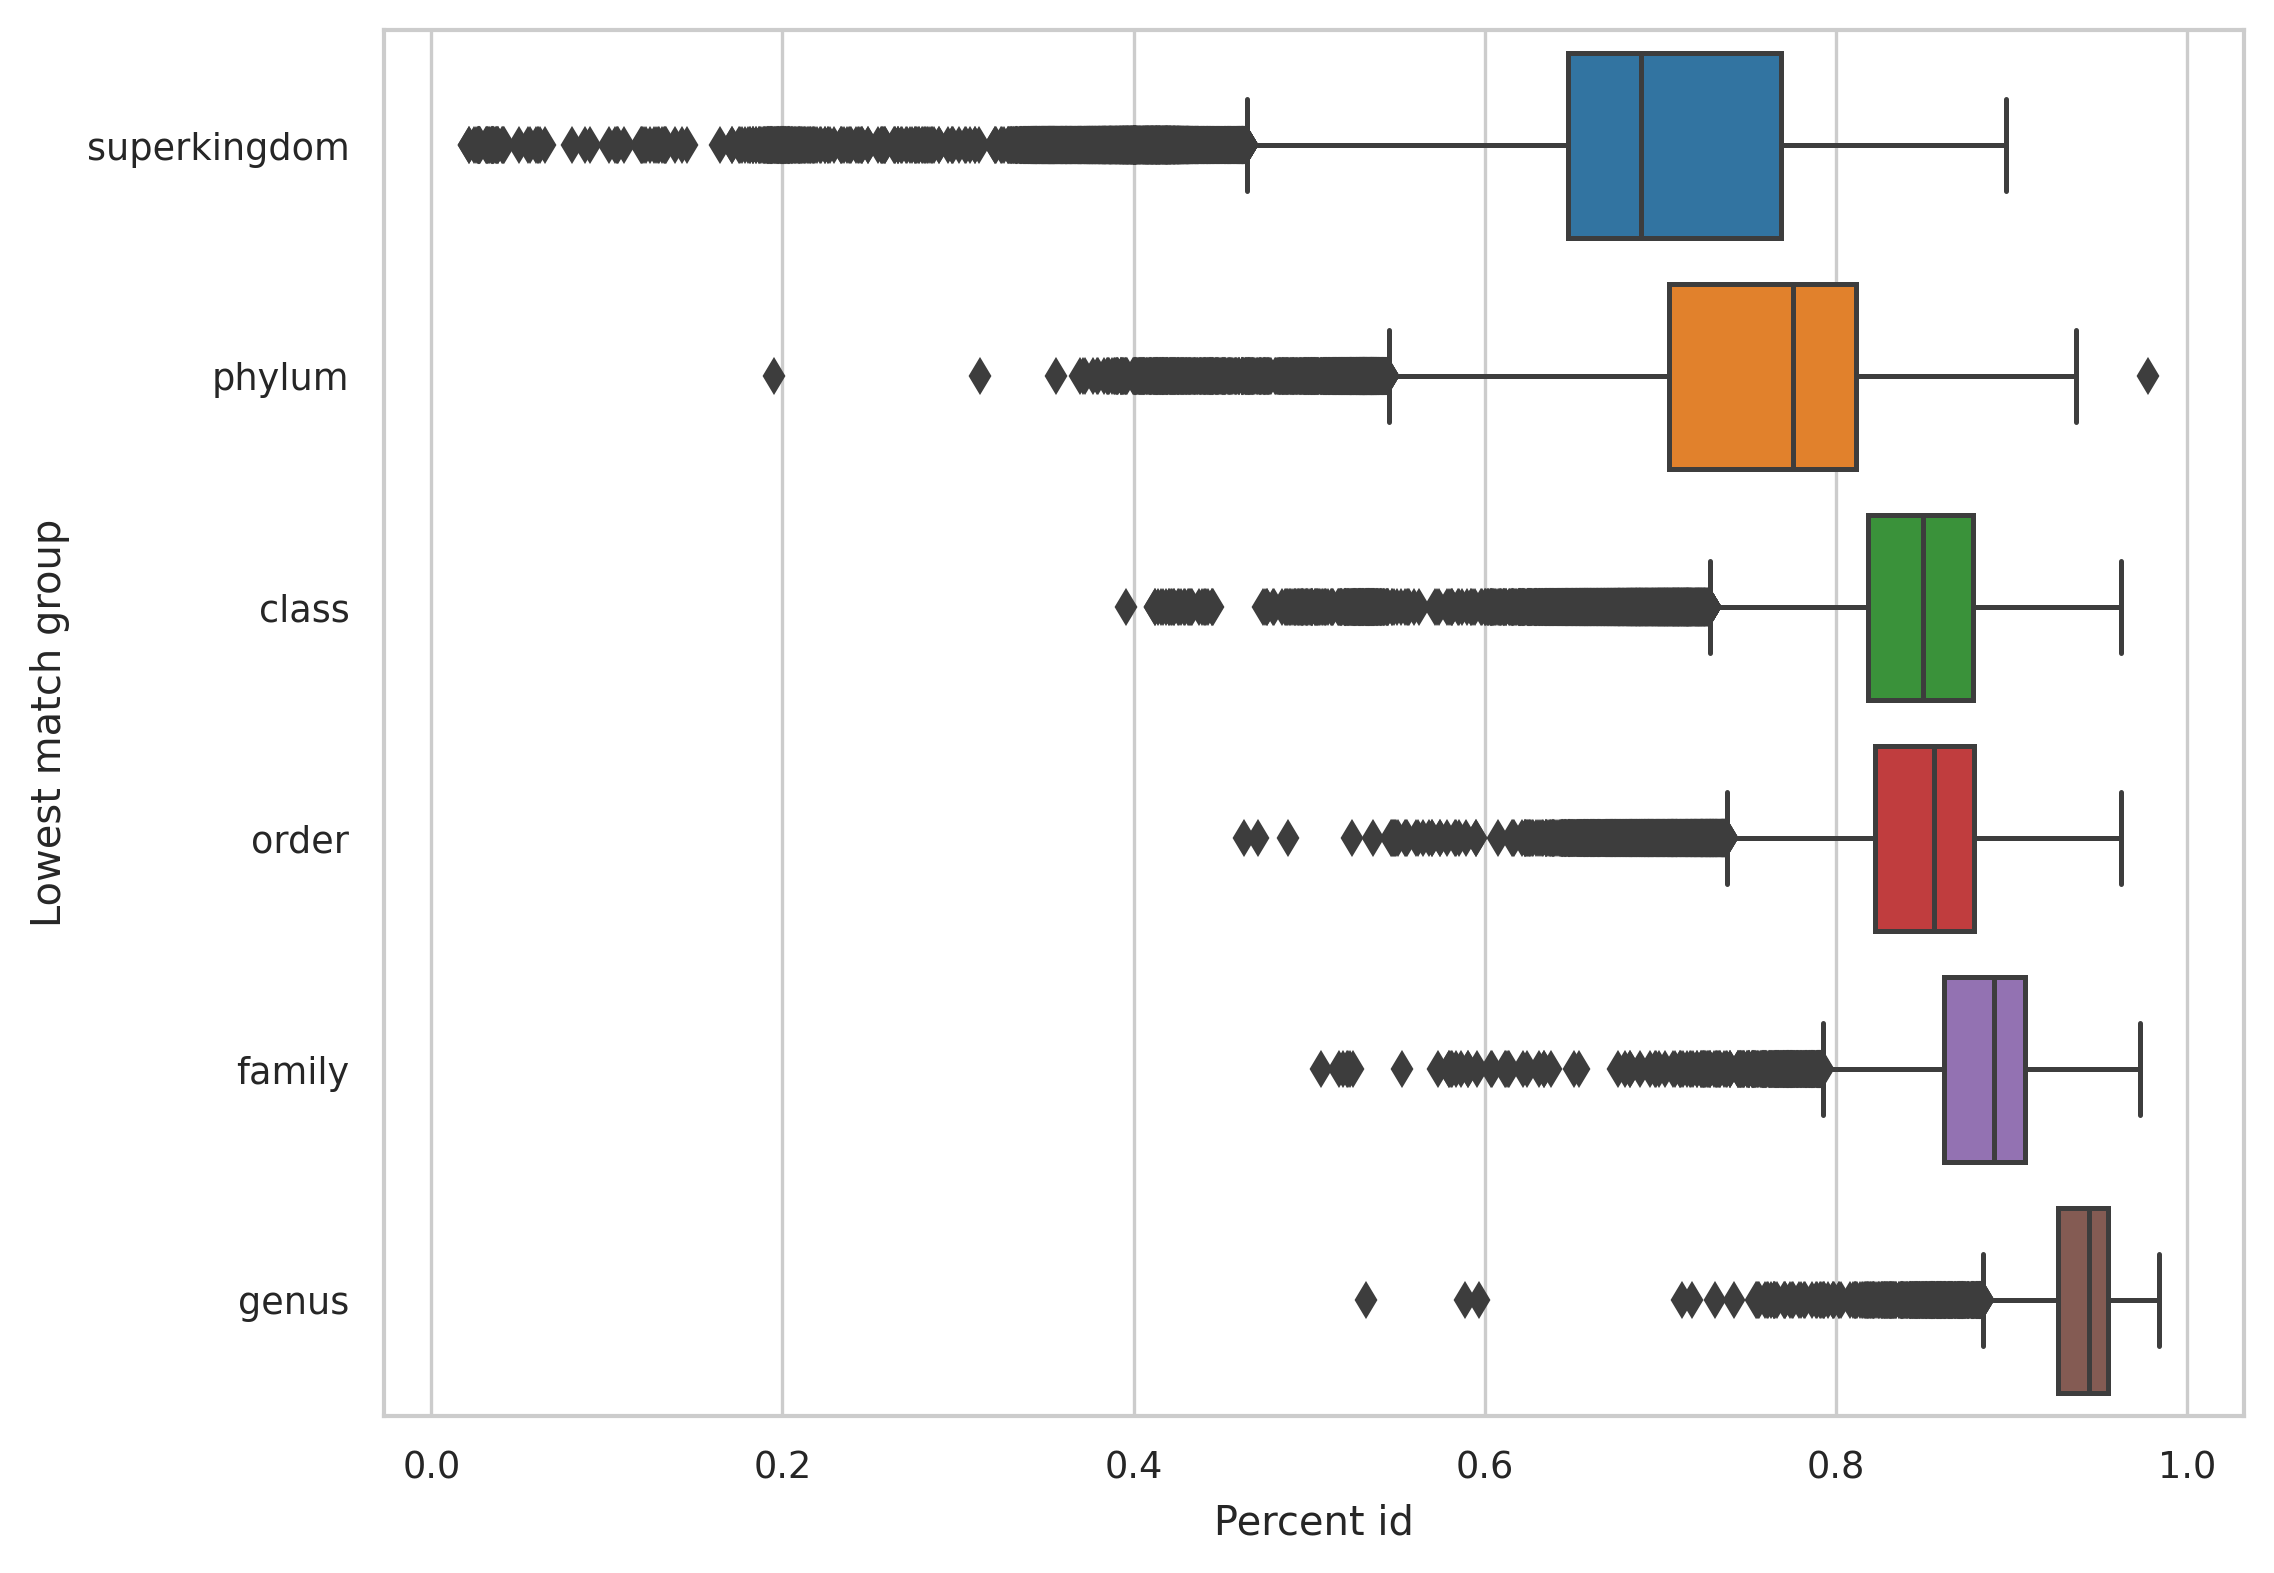 superkingdom
phylum
class
order
family
genus
Lowest match group
0.0 0.2 0.4 0.6 0.8 1.0
Percent id